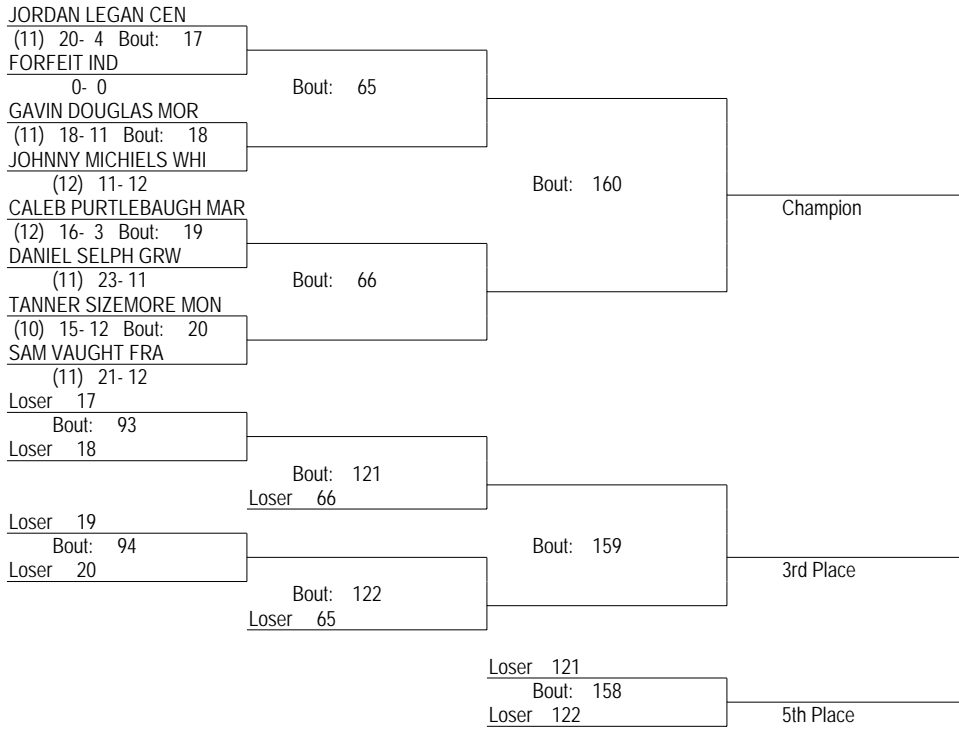 JORDAN LEGAN CEN
(11) 20- 4 Bout: 17
FORFEIT IND
0- 0
Bout: 65
GAVIN DOUGLAS MOR
(11) 18- 11 Bout: 18
JOHNNY MICHIELS WHI
(12) 11- 12
Bout: 160
CALEB PURTLEBAUGH MAR
Champion
(12) 16- 3 Bout: 19
DANIEL SELPH GRW
(11) 23- 11
Bout: 66
TANNER SIZEMORE MON
(10) 15- 12 Bout: 20
SAM VAUGHT FRA
(11) 21- 12
Loser 17
Bout: 93
Loser 18
Bout: 121
Loser 66
Loser 19
Bout: 94
Bout: 159
Loser 20
3rd Place
Bout: 122
Loser 65
Loser 121
Bout: 158
Loser 122
5th Place